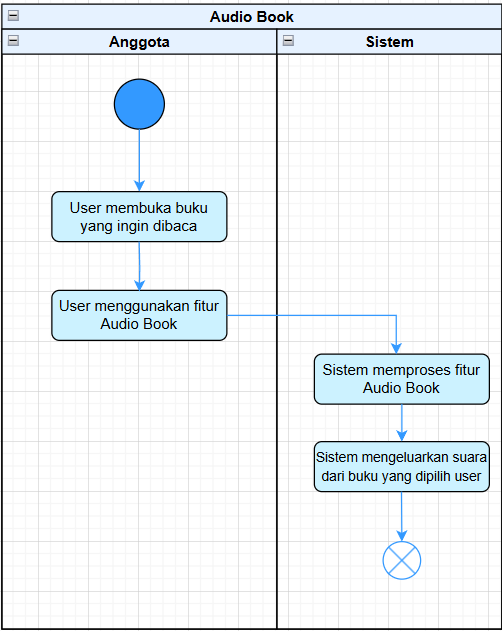 Audio Book
Anggota
Sistem
User membuka buku
yang ingin dibaca
User menggunakan fitur
Audio Book
Sistem memproses fitur
Audio Book
Sistem mengeluarkan suara
dari buku yang dipilih user